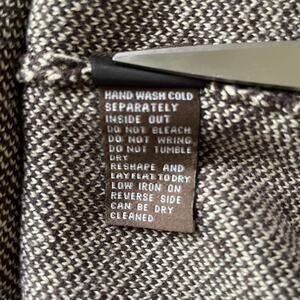 HAND WASH COLD
SEPARATELY
INSIDE OUT
DO NOT BLEACH
DO NOT WRING
DO NOT TUMBLE
DRY
RESHAPE AND
LAY FLAT TO DRY
LOW IRON ON
REVERSE SIDE
CAN BE DRY
CLEANED